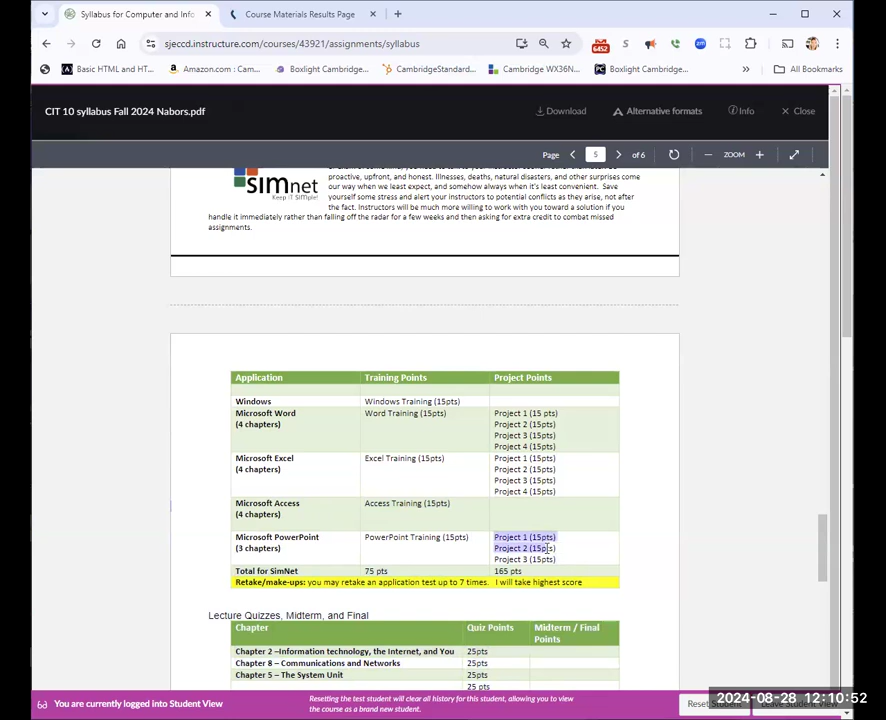 Syllabus for Computer and Info
Course Materials Results Page
sjeccd.instructure.com/courses/43921/assignments/syllabus
6452
Basic HTML and HT...
Amazon.com : Cam...
Boxlight Cambridge...
CambridgeStandard...
Cambridge WX36N...
Boxlight Cambridge...
All Bookmarks
CIT 10 syllabus Fall 2024 Nabors.pdf
Download
Alternative formats
Info
Close
Page 5 of 6
ZOOM
simnet
Keep IT SIMple!
proactive, upfront, and honest. Illnesses, deaths, natural disasters, and other surprises come
our way when we least expect, and somehow always when it's least convenient. Save
yourself some stress and alert your instructors to potential conflicts as they arise, not after
the fact. Instructors will be much more willing to work with you toward a solution if you
handle it immediately rather than falling off the radar for a few weeks and then asking for extra credit to combat missed
assignments.
Application Training Points Project Points
Windows Windows Training (15pts)
Microsoft Word Word Training (15pts) Project 1 (15 pts)
(4 chapters) Project 2 (15pts)
Project 3 (15pts)
Project 4 (15pts)
Microsoft Excel Excel Training (15pts) Project 1 (15pts)
(4 chapters) Project 2 (15pts)
Project 3 (15pts)
Project 4 (15pts)
Microsoft Access Access Training (15pts)
(4 chapters)
Microsoft PowerPoint PowerPoint Training (15pts) Project 1 (15pts)
(3 chapters) Project 2 (15pts)
Project 3 (15pts)
Total for SimNet 75 pts 165 pts
Retake/make-ups: you may retake an application test up to 7 times. I will take highest score
Lecture Quizzes, Midterm, and Final
Chapter Quiz Points Midterm / Final
Points
Chapter 2 –Information technology, the Internet, and You 25pts
Chapter 8 – Communications and Networks 25pts
Chapter 5 – The System Unit 25pts
25 pts
You are currently logged into Student View
Resetting the test student will clear all history for this student, allowing you to view
the course as a brand new student.
Reset Student
Leave Student View
2024-08-28 12:10:52